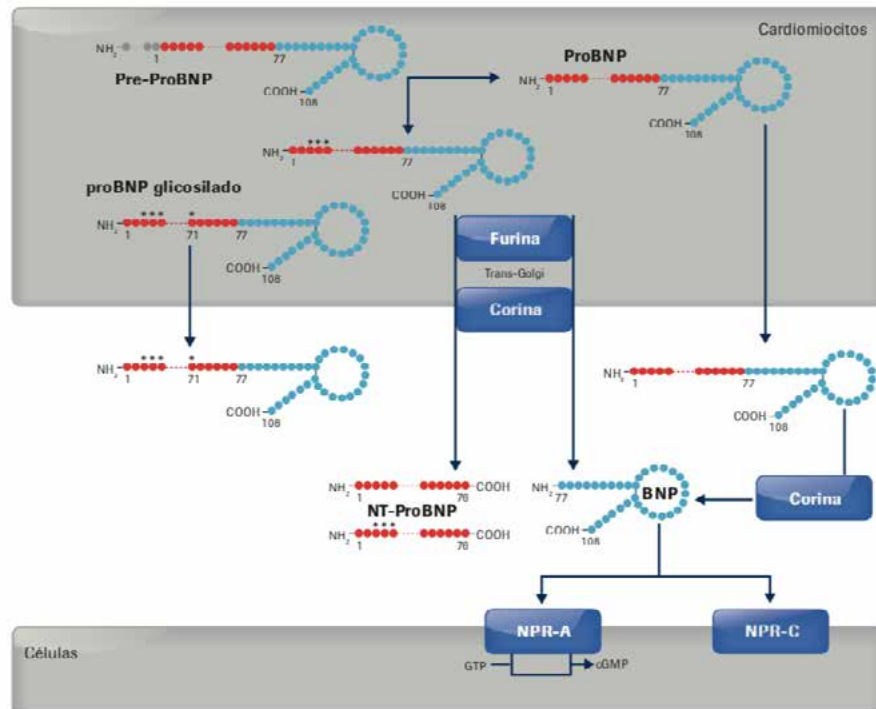 Cardiomiocitos
NH2
1
77
Pre-ProBNP
COOH
108
ProBNP
NH2
1
77
COOH
108
***
NH2
1
77
COOH
108
proBNP glicosilado
*** *
NH2
1
71
77
COOH
108
Furina
Trans-Golgi
Corina
*** *
NH2
1
71
77
COOH
108
NH2
1
77
COOH
108
NH2
1
76
COOH
NT-ProBNP
***
NH2
1
76
COOH
NH2
77
BNP
COOH
108
Corina
NPR-A
NPR-C
Células
GTP
cGMP